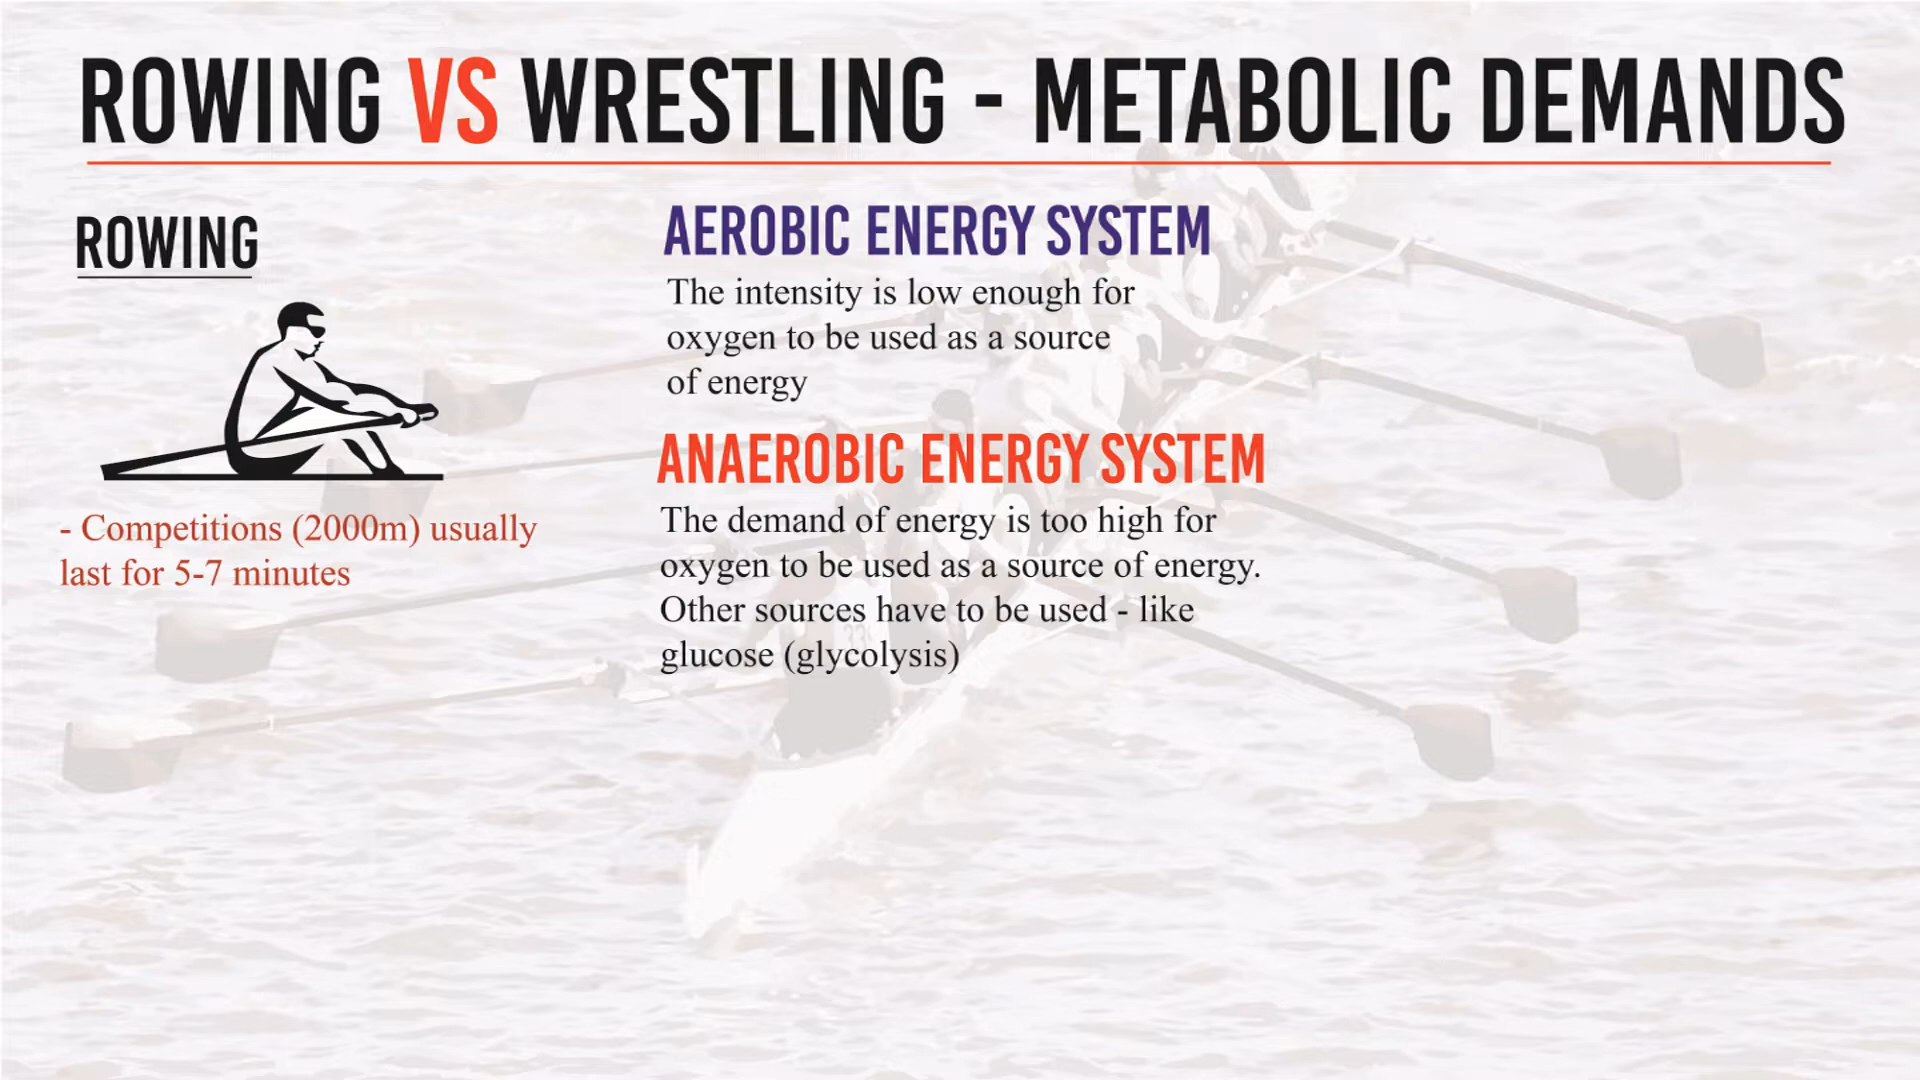 ROWING VS WRESTLING - METABOLIC DEMANDS
ROWING
- Competitions (2000m) usually
last for 5-7 minutes
AEROBIC ENERGY SYSTEM
The intensity is low enough for
oxygen to be used as a source
of energy
ANAEROBIC ENERGY SYSTEM
The demand of energy is too high for
oxygen to be used as a source of energy.
Other sources have to be used - like
glucose (glycolysis)